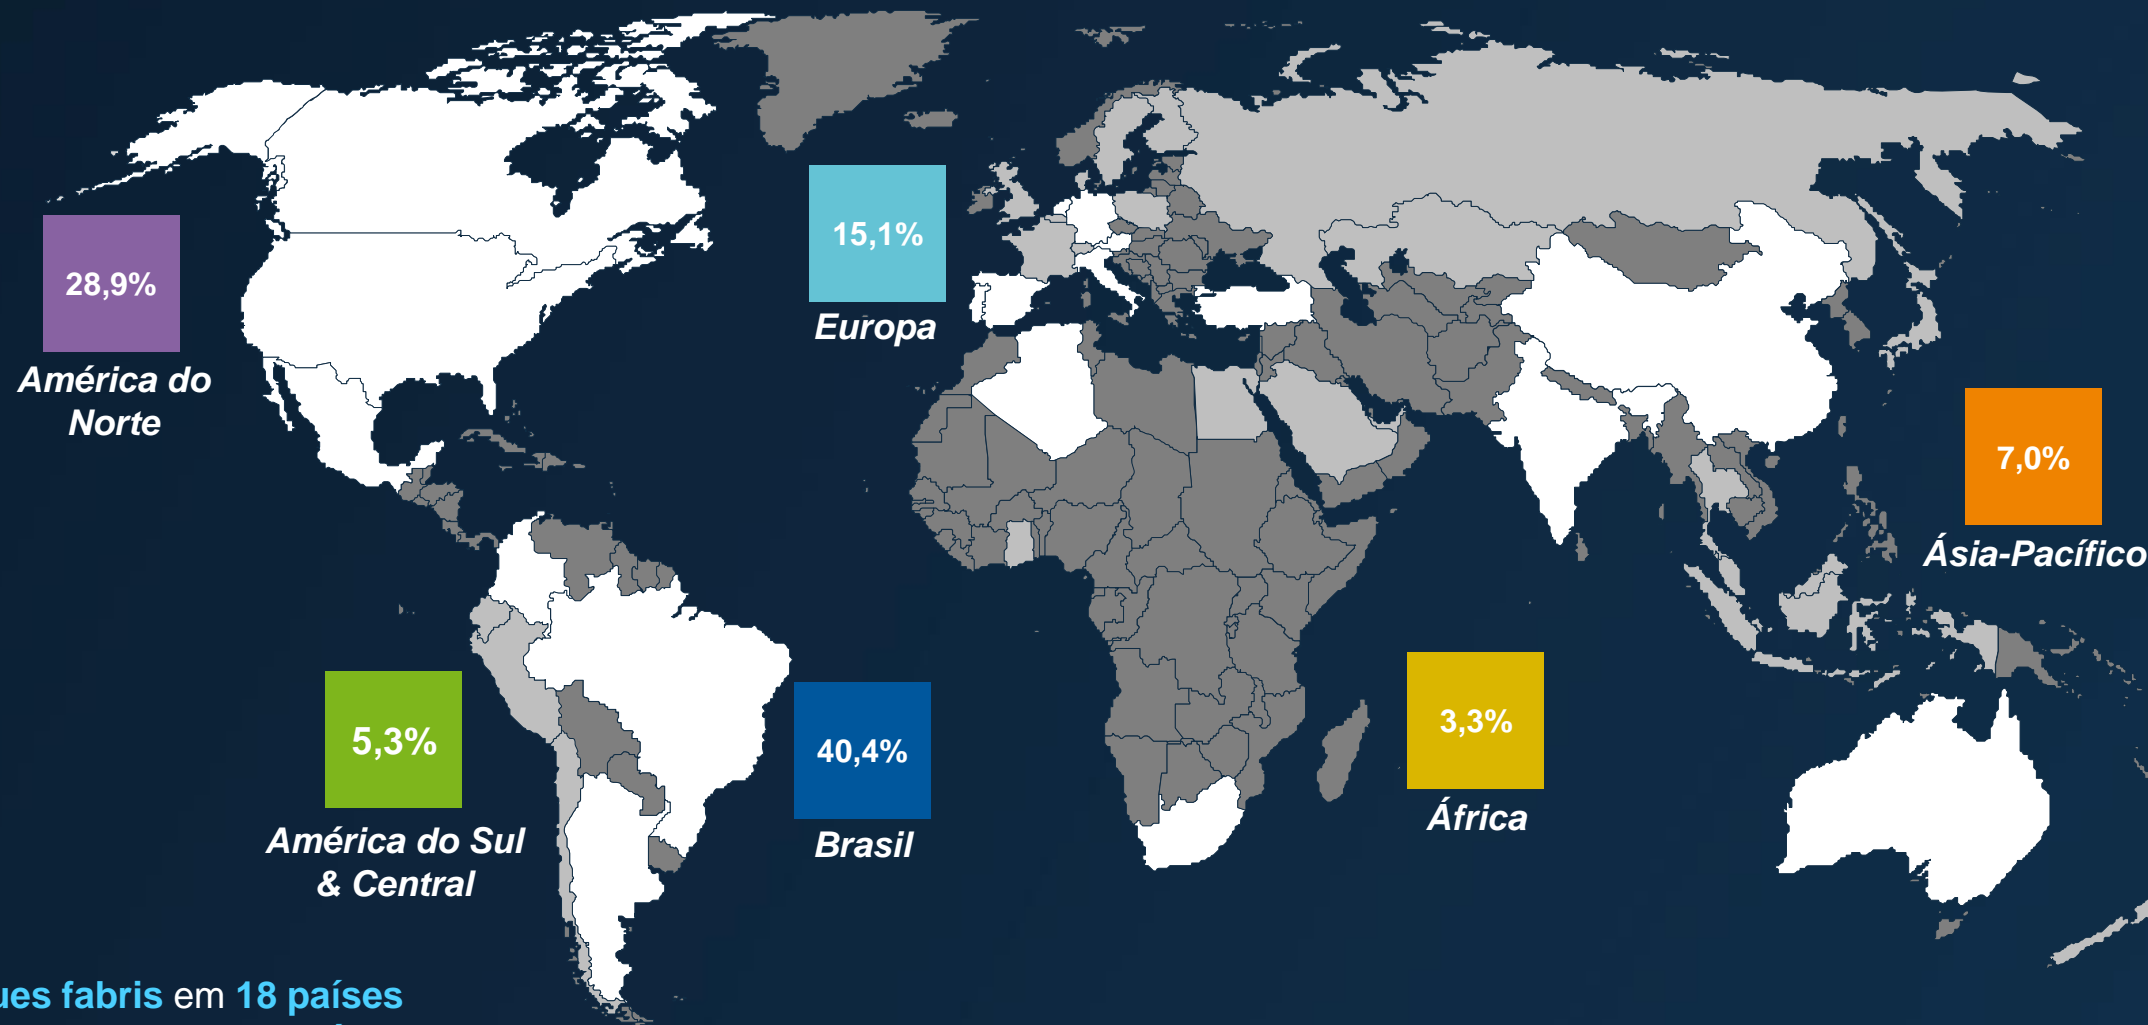 15,1%
Europa
28,9%
América do
Norte
7,0%
Ásia-Pacífico
5,3%
América do Sul
& Central
40,4%
Brasil
3,3%
África
fabris em 18 países